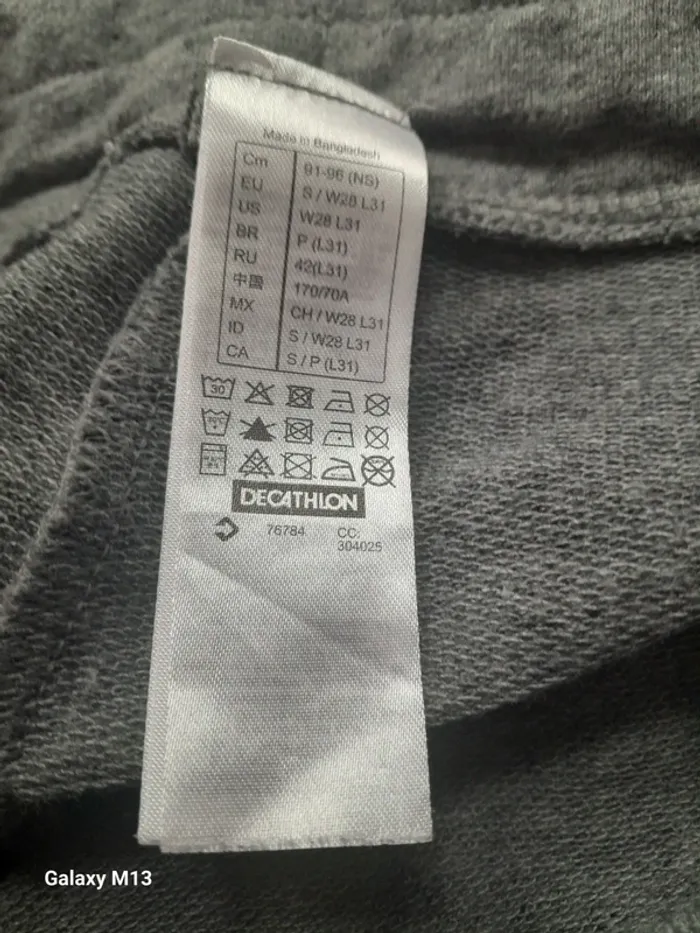 Made in Bangladesh
Cm 91-96 (NS)
EU S / W28 L31
US W28 L31
BR P (L31)
RU 42(L31)
中国 170/70A
MX CH / W28 L31
ID S / W28 L31
CA S / P (L31)
30
DECATHLON
76784 CC:
304025
Galaxy M13